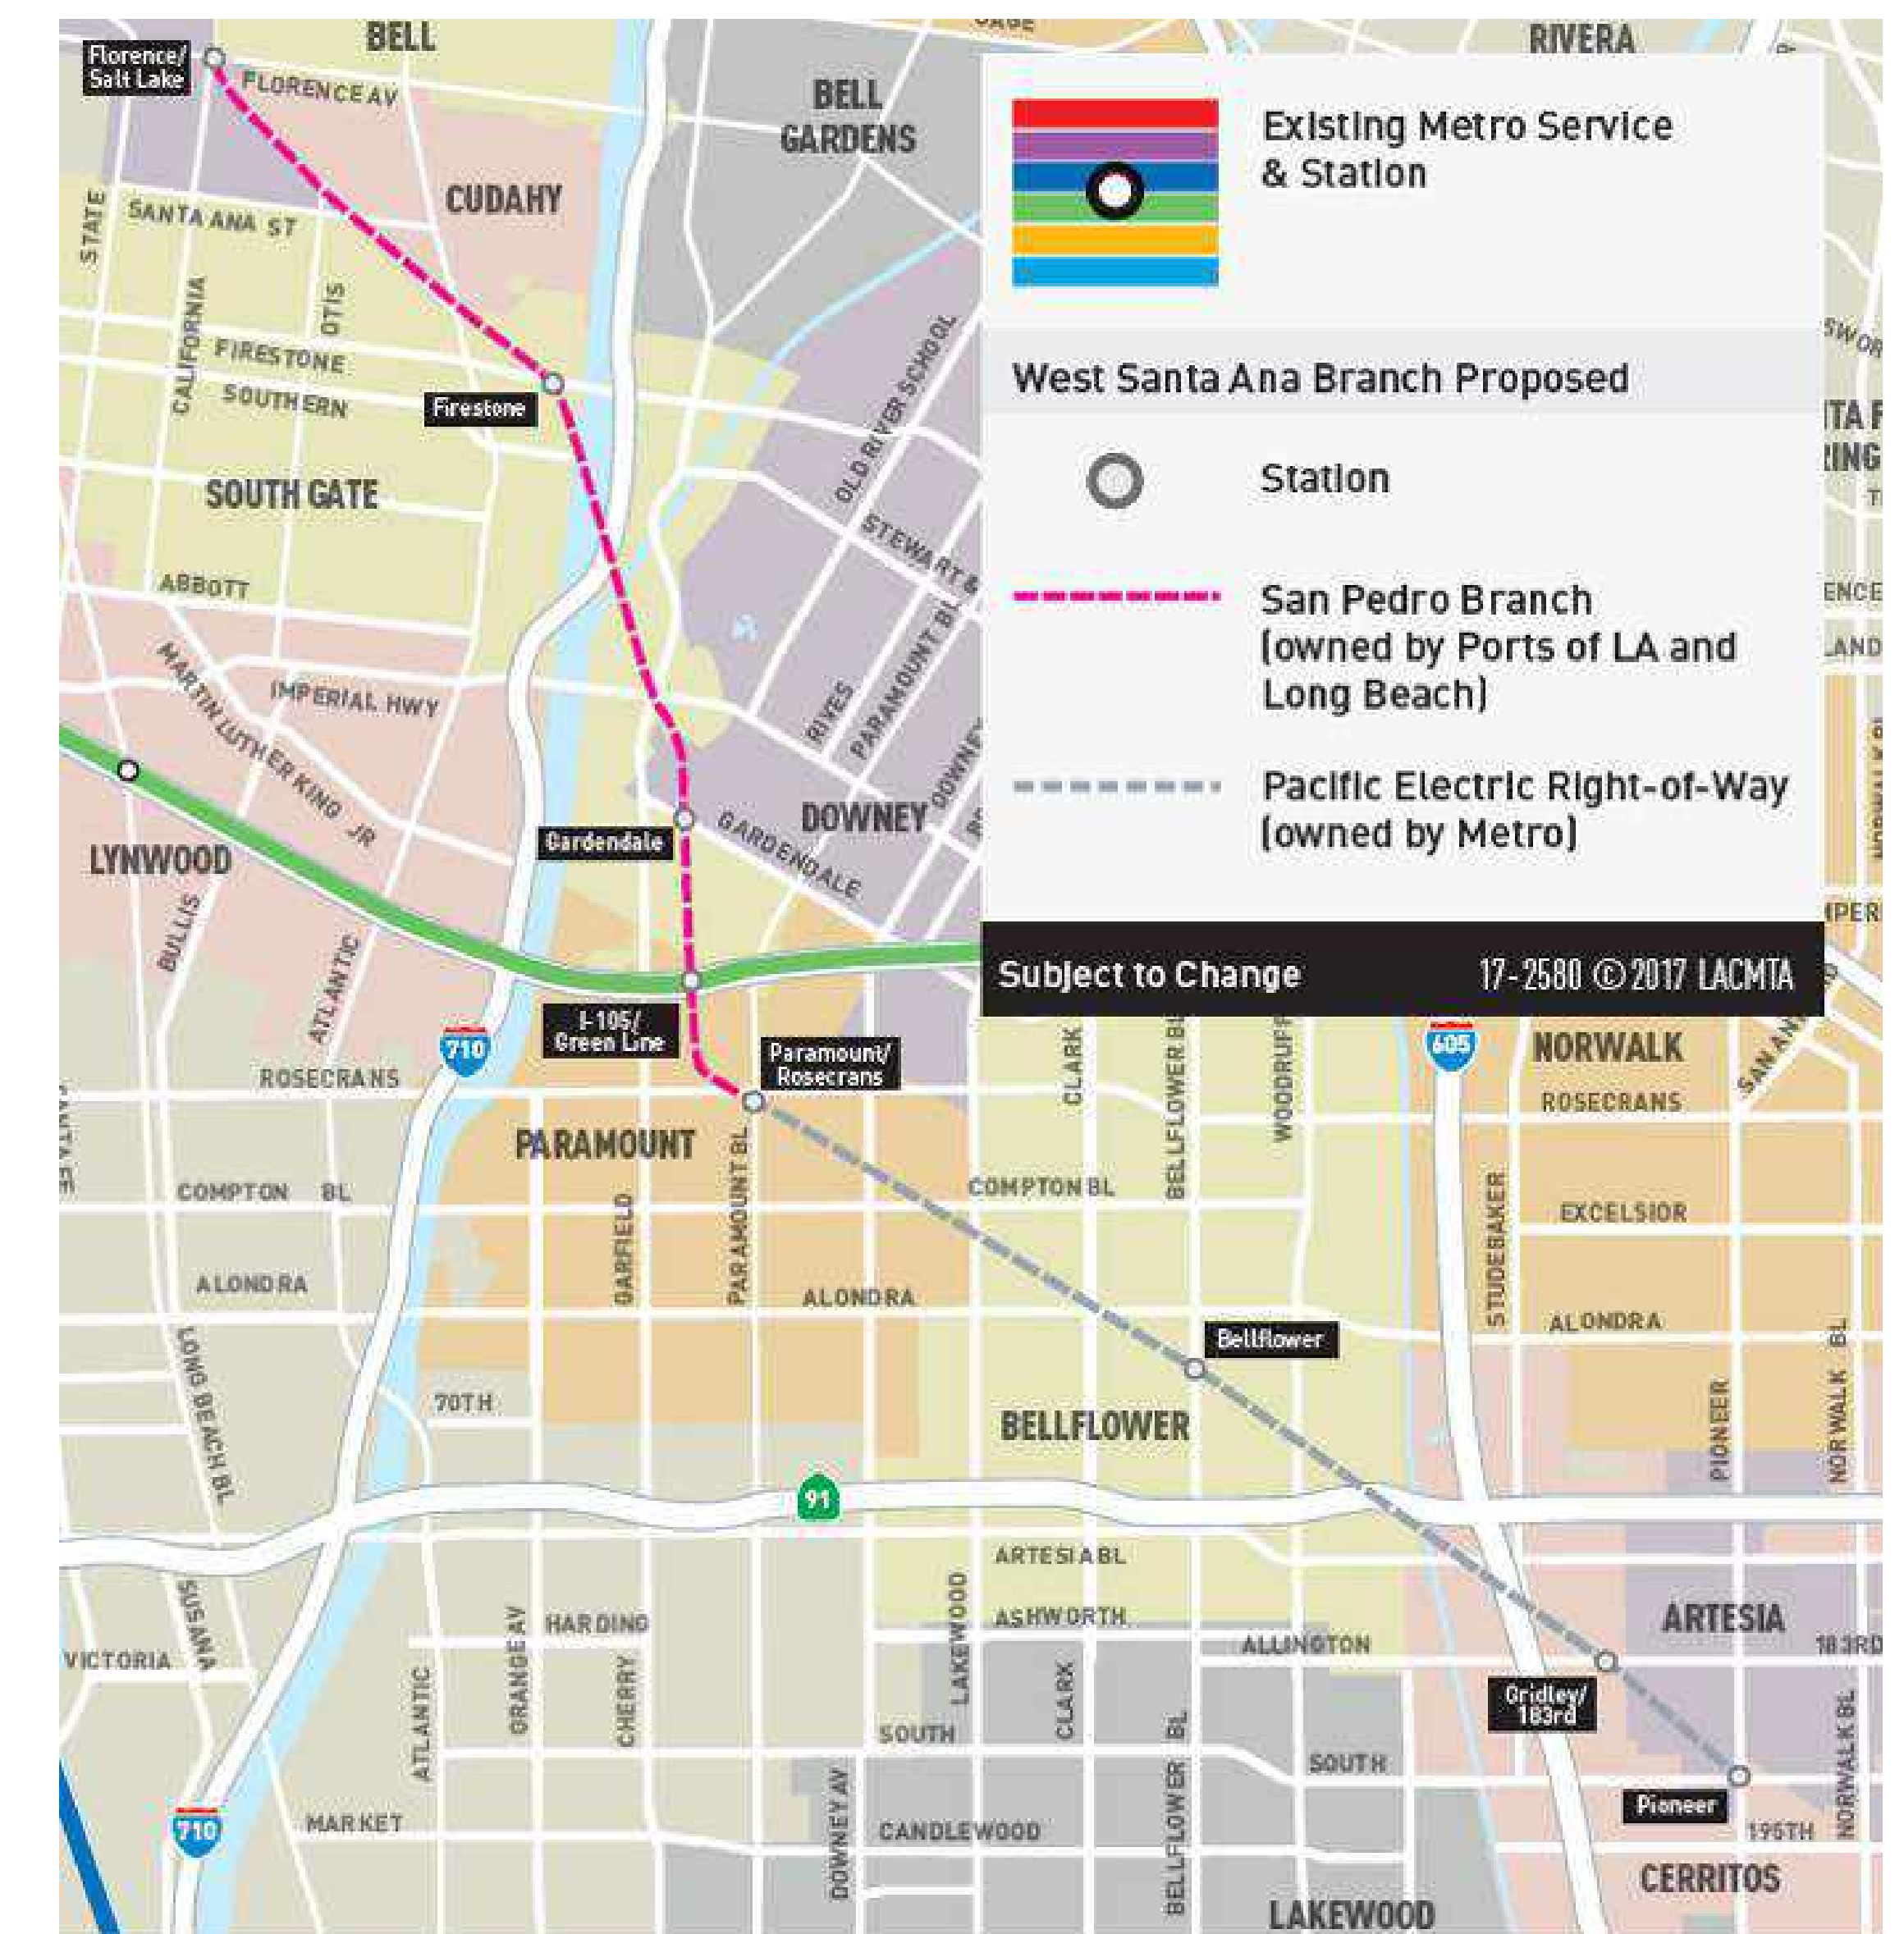 BELL
RIVERA
Florence/
Salt Lake
FLORENCE AV
BELL
GARDENS
CUDAHY
STATE
SANTA ANA ST
CALIFORNIA
OTIS
FIRESTONE
SOUTHERN
Firestone
SOUTH GATE
OLD RIVER SCHOOL
STEWART &
ABBOTT
MARTIN LUTHER KING JR
IMPERIAL HWY
RIVES
PARAMOUNT BL
DOWNEY
DOWNEY
Gardendale
GARDENDALE
LYNWOOD
BULLIS
ATLANTIC
Existing Metro Service
& Station
West Santa Ana Branch Proposed
Station
San Pedro Branch
(owned by Ports of LA and
Long Beach)
Pacific Electric Right-of-Way
(owned by Metro)
Subject to Change
17-2580 © 2017 LACMTA
I-105/
Green Line
710
Paramount/
Rosecrans
ROSECRANS
CLARK
BELLFLOWER BL
WOODRUFF
605
NORWALK
ROSECRANS
PARAMOUNT
COMPTON BL
COMPTON BL
GARFIELD
PARAMOUNT BL
STUDEBAKER
EXCELSIOR
ALONDRA
ALONDRA
ALONDRA
Bellflower
LONG BEACH BL
70TH
BELLFLOWER
PIONEER
NORWALK BL
91
ARTESIA BL
SUSANA
HARDING
ASHWORTH
ALLINGTON
ARTESIA
183RD
VICTORIA
ATLANTIC
ORANGE AV
CHERRY
LAKEWOOD
CLARK
BELLFLOWER BL
Gridley/
183rd
SOUTH
SOUTH
Pioneer
NORWALK BL
710
MARKET
DOWNEY AV
CANDLEWOOD
195TH
CERRITOS
LAKEWOOD